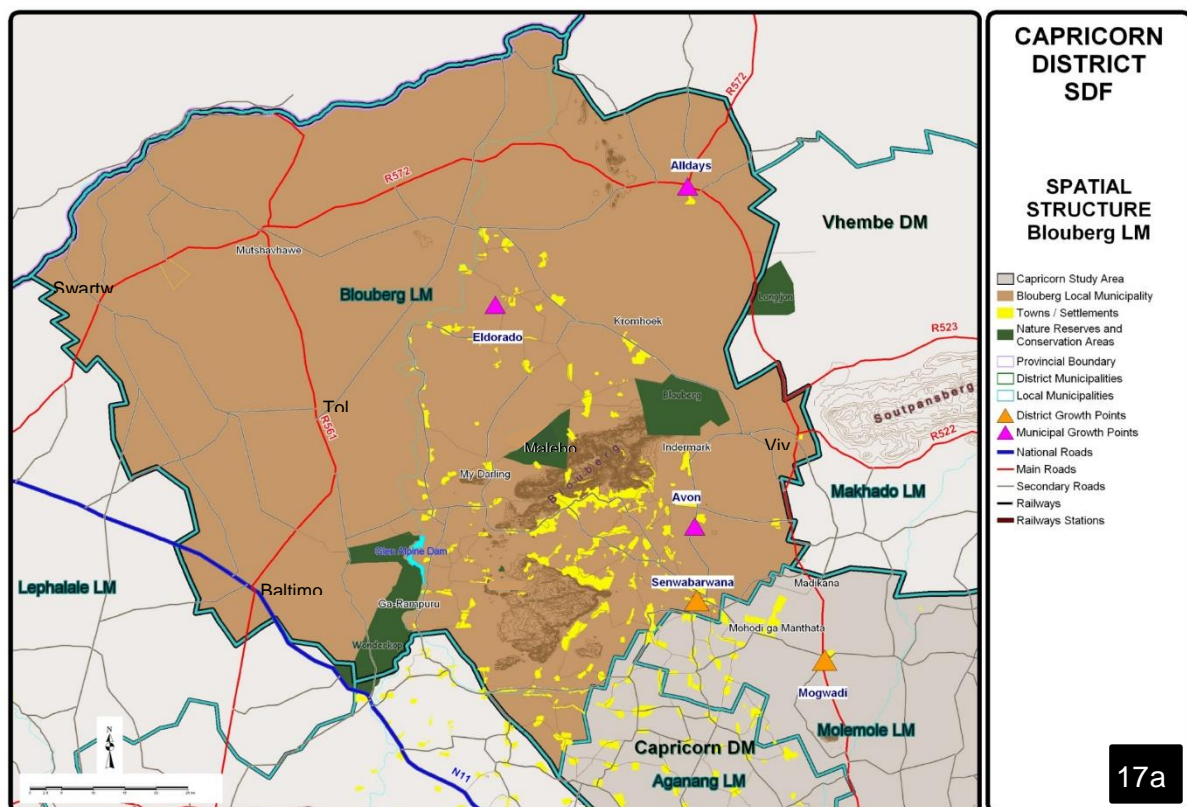 CAPRICORN
DISTRICT
SDF
SPATIAL
STRUCTURE
Blouberg LM
Capricorn Study Area
Blouberg Local Municipality
Towns / Settlements
Nature Reserves and
Conservation Areas
Provincial Boundary
District Municipalities
Local Municipalities
District Growth Points
Municipal Growth Points
National Roads
Main Roads
Secondary Roads
Railways
Railways Stations
17a
R572
Alldays
R572
Vhembe DM
Mutshavhawe
Swartw
Blouberg LM
Eldorado
Kromhoek
R523
Soutpansberg
R522
Blouberg
Tol
R561
Malebo
Indermark
Viv
Blouberg
My Darling
Makhado LM
Avon
Glen Alpine Dam
Lephalale LM
Baltimo
Senwabarwana
Madikana
Ga-Rampuru
Mohodi ga Manthata
Wonderkop
Mogwadi
Molemole LM
Capricorn DM
N11
Aganang LM
N